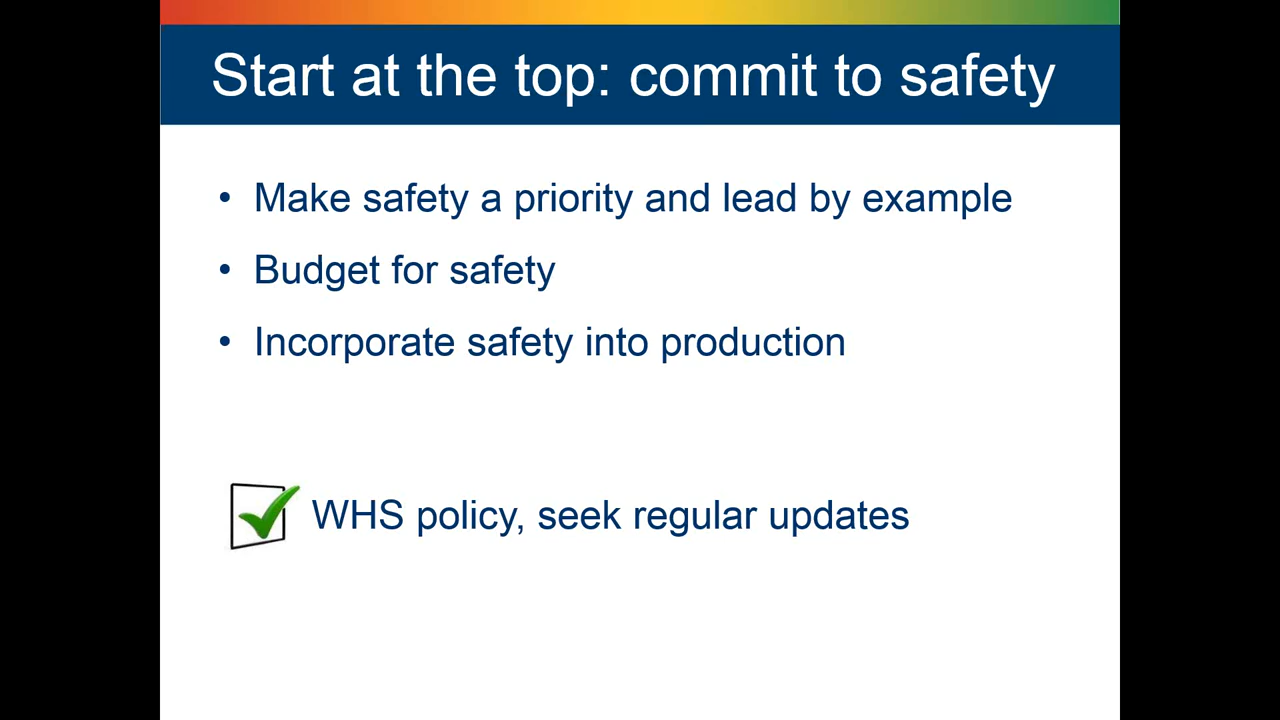 Start at the top: commit to safety
• Make safety a priority and lead by example
• Budget for safety
• Incorporate safety into production
WHS policy, seek regular updates